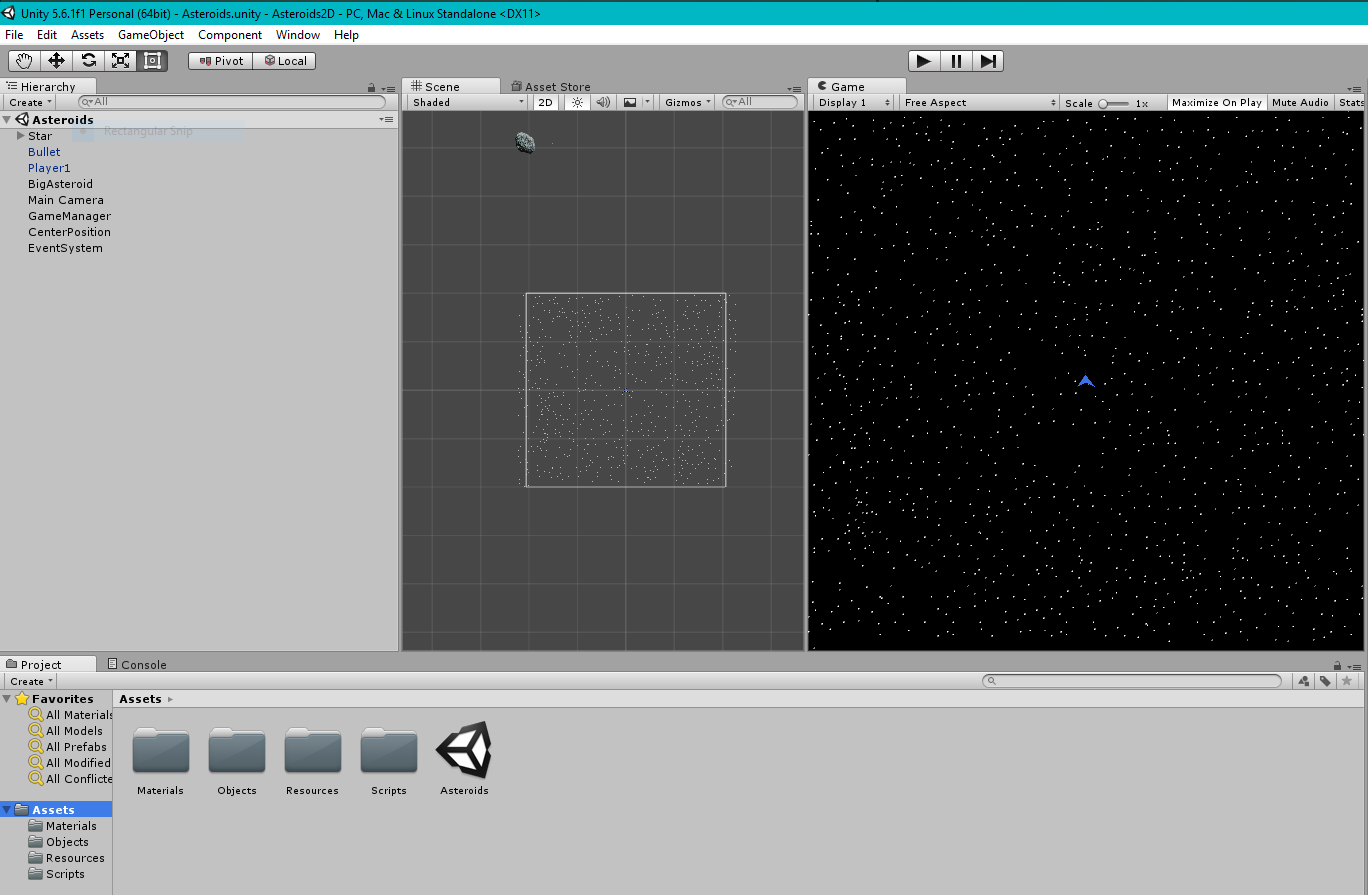 Unity 5.6.1f1 Personal (64bit) - Asteroids.unity - Asteroids2D - PC, Mac & Linux Standalone <DX11>
File Edit Assets GameObject Component Window Help
Pivot Local
Hierarchy
Create All
Asteroids
Rectangular Snip
Star
Bullet
Player1
BigAsteroid
Main Camera
GameManager
CenterPosition
EventSystem
Scene Asset Store
Shaded 2D Gizmos All
Game
Display 1 Free Aspect Scale 1x Maximize On Play Mute Audio Stats
Project Console
Create
Favorites
All Materials
All Models
All Prefabs
All Modified
All Conflicte
Assets
Materials
Objects
Resources
Scripts
Assets
Materials Objects Resources Scripts Asteroids